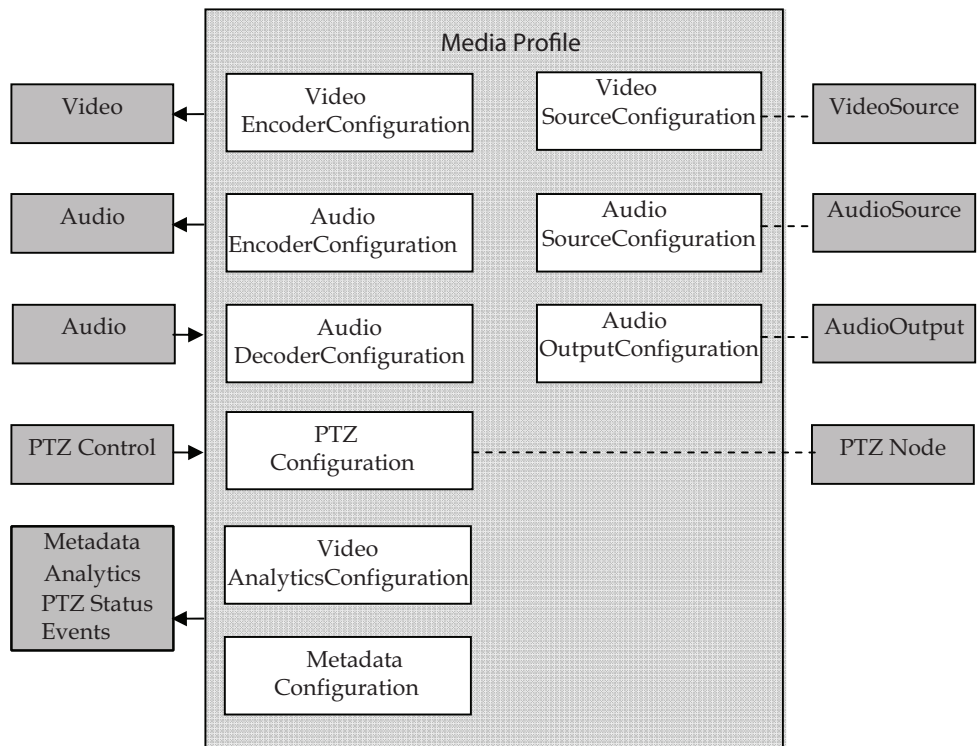 Media Profile
Video
Video
EncoderConfiguration
Video
SourceConfiguration
VideoSource
Audio
Audio
EncoderConfiguration
Audio
SourceConfiguration
AudioSource
Audio
Audio
DecoderConfiguration
Audio
OutputConfiguration
AudioOutput
PTZ Control
PTZ
Configuration
PTZ Node
Metadata
Analytics
PTZ Status
Events
Video
AnalyticsConfiguration
Metadata
Configuration